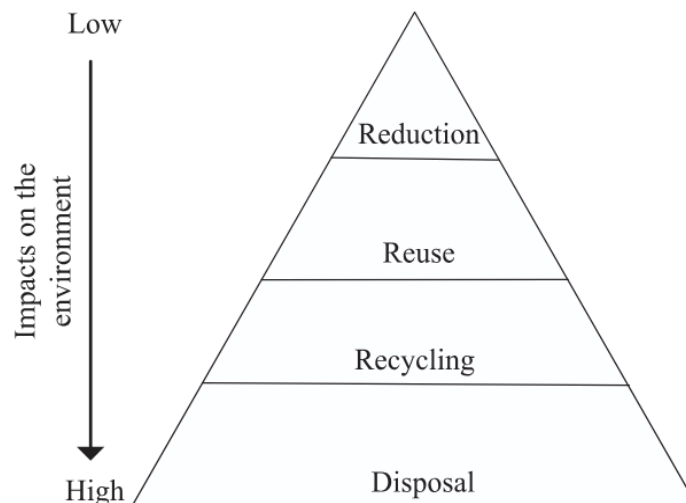 Low
Impacts on the
environment
High
Reduction
Reuse
Recycling
Disposal